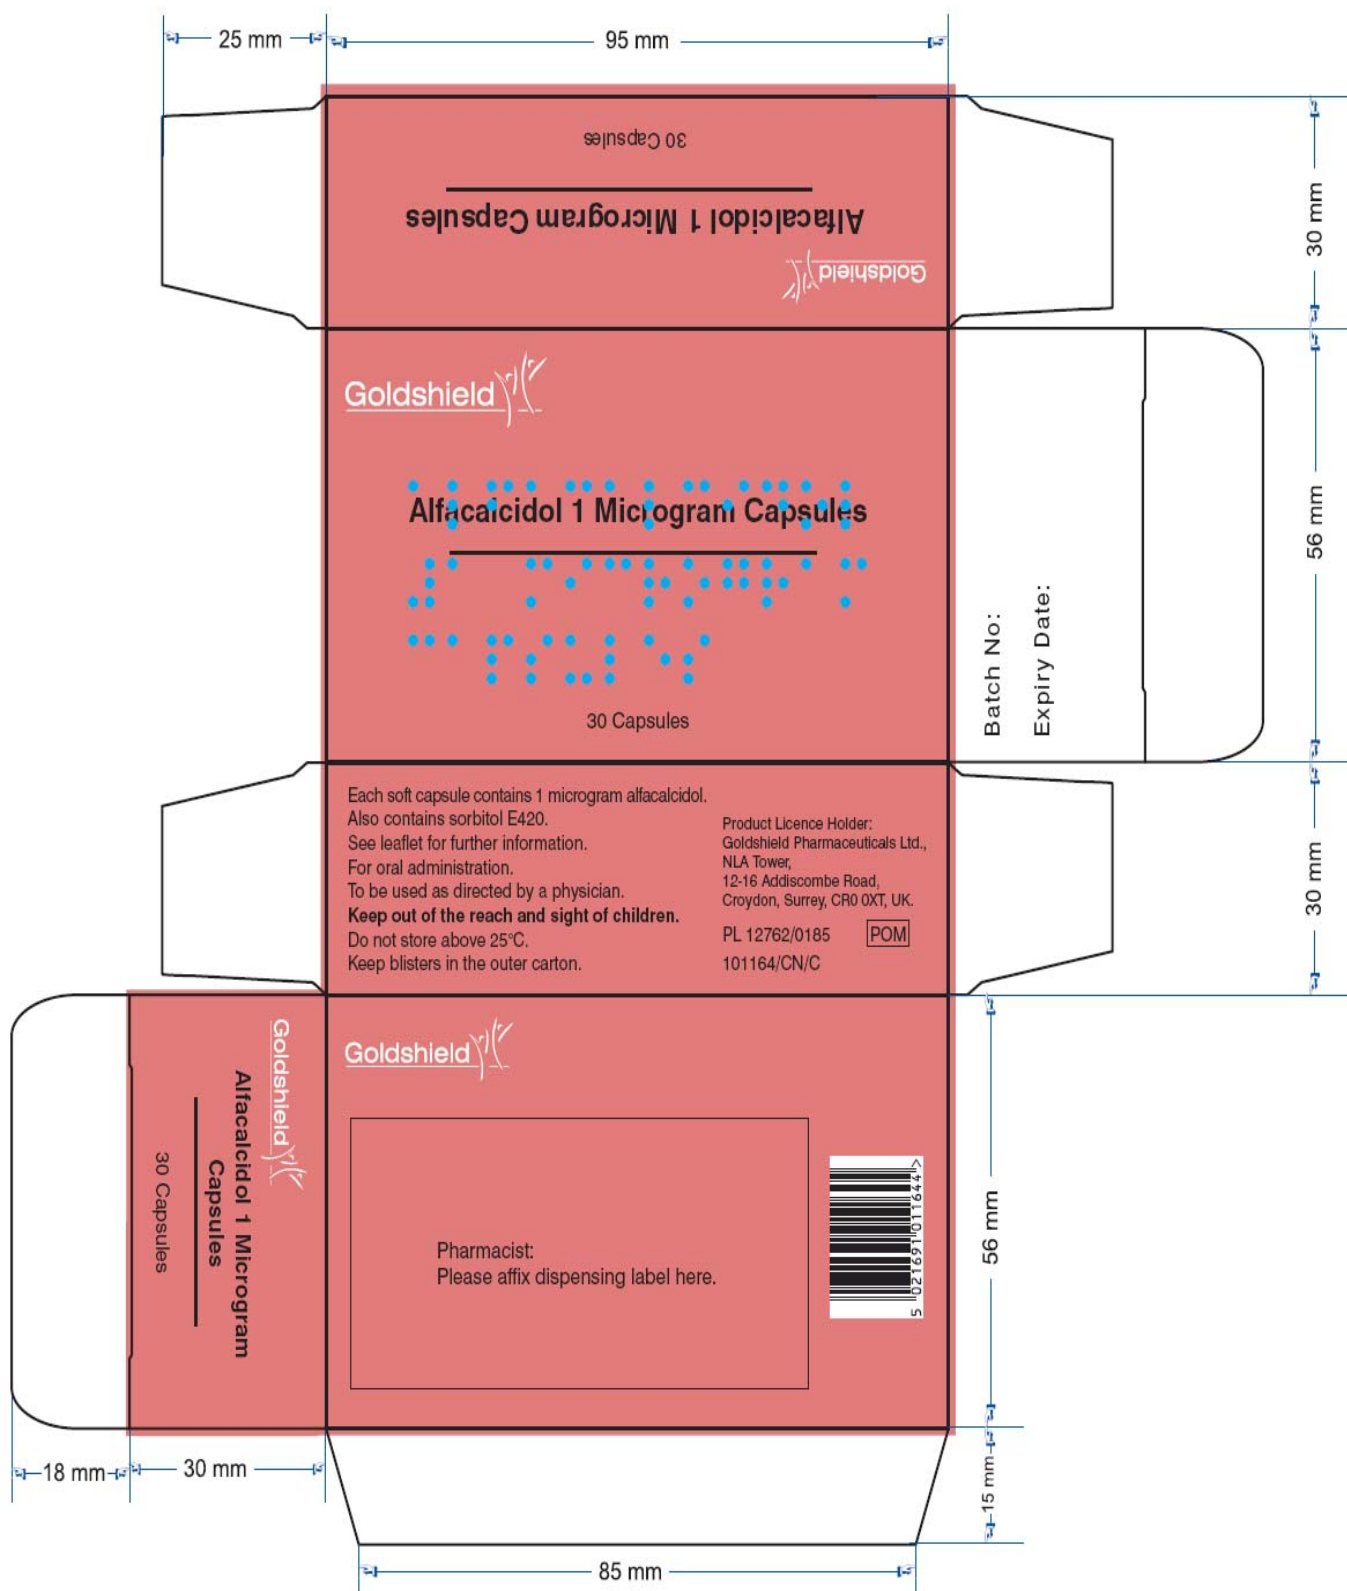 25 mm
95 mm
30 Capsules
Alfacalcidol 1 Microgram Capsules
Goldshield
30 mm
Goldshield
Alfacalcidol 1 Microgram Capsules
30 Capsules
Batch No:
Expiry Date:
56 mm
Each soft capsule contains 1 microgram alfacalcidol.
Also contains sorbitol E420.
See leaflet for further information.
For oral administration.
To be used as directed by a physician.
Keep out of the reach and sight of children.
Do not store above 25°C.
Keep blisters in the outer carton.
Product Licence Holder:
Goldshield Pharmaceuticals Ltd.,
NLA Tower,
12-16 Addiscombe Road,
Croydon, Surrey, CR0 0XT, UK.
PL 12762/0185
POM
101164/CN/C
30 mm
Goldshield
Alfacalcidol 1 Microgram
Capsules
30 Capsules
Goldshield
Pharmacist:
Please affix dispensing label here.
5 021691 011644 >
56 mm
18 mm
30 mm
15 mm
85 mm